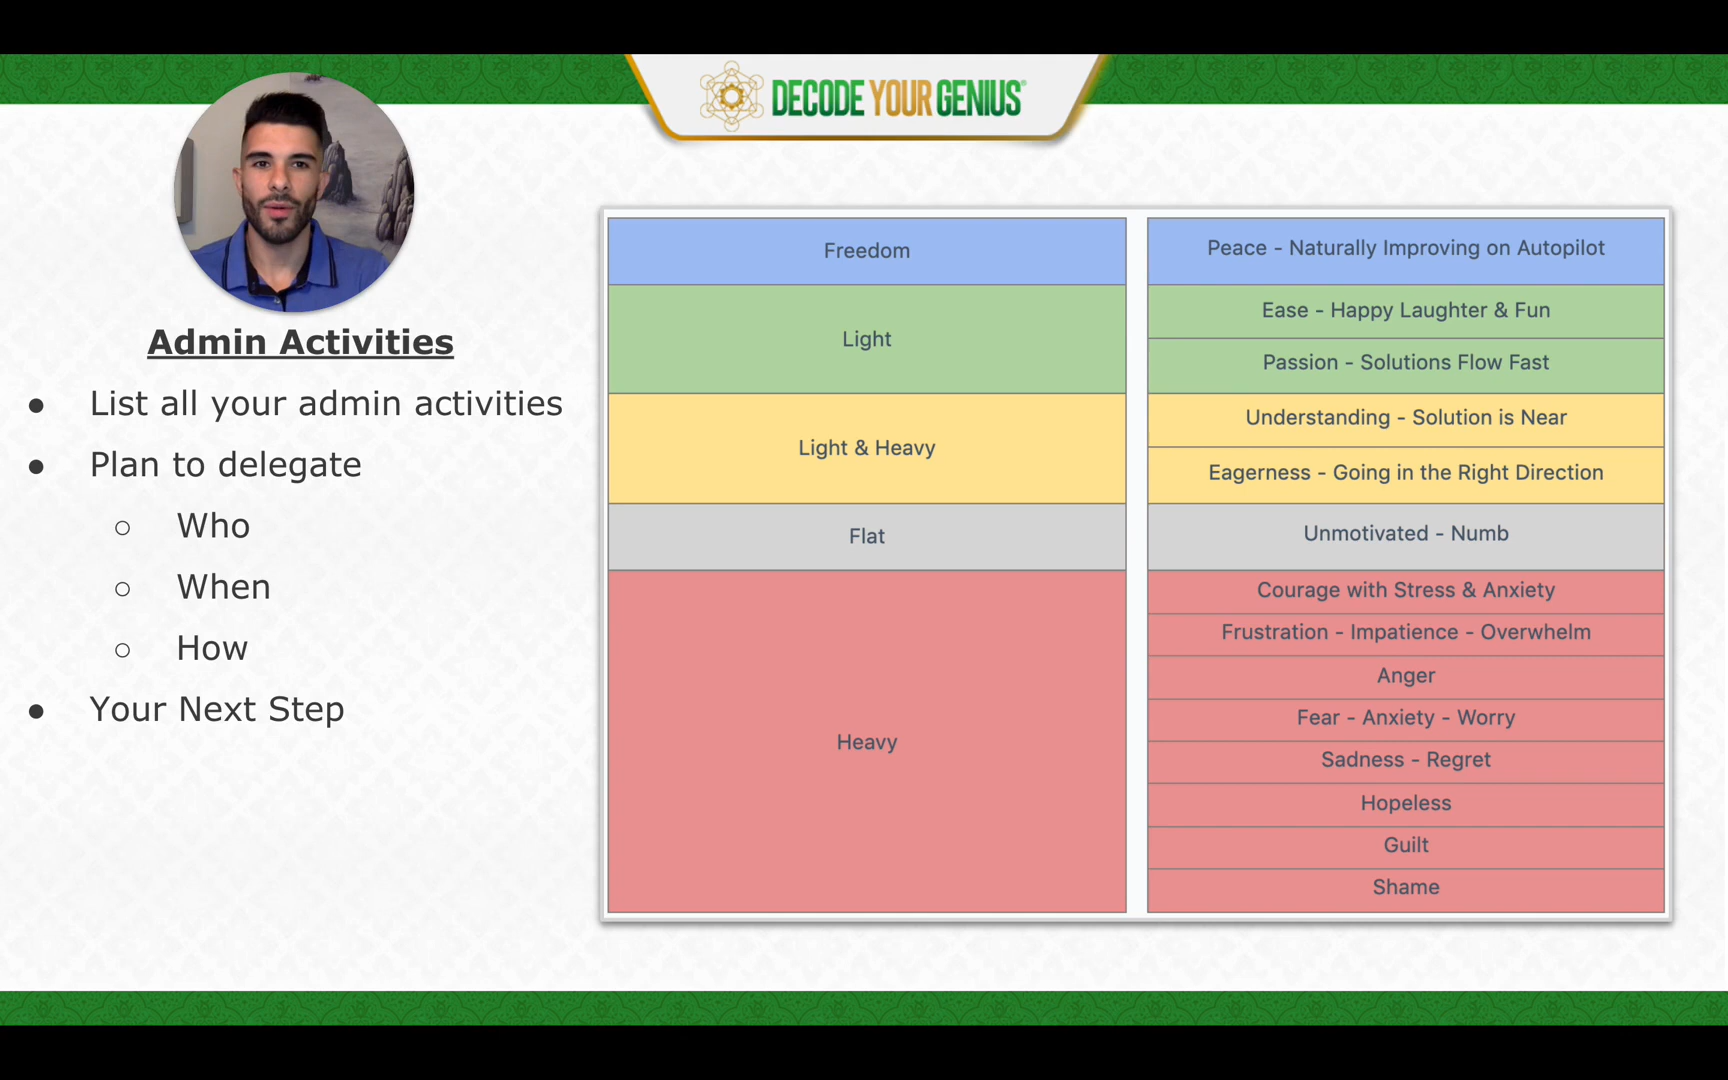 DECODE YOUR GENIUS®
Admin Activities
● List all your admin activities
● Plan to delegate
○ Who
○ When
○ How
● Your Next Step
Freedom
Light
Light & Heavy
Flat
Heavy
Peace - Naturally Improving on Autopilot
Ease - Happy Laughter & Fun
Passion - Solutions Flow Fast
Understanding - Solution is Near
Eagerness - Going in the Right Direction
Unmotivated - Numb
Courage with Stress & Anxiety
Frustration - Impatience - Overwhelm
Anger
Fear - Anxiety - Worry
Sadness - Regret
Hopeless
Guilt
Shame